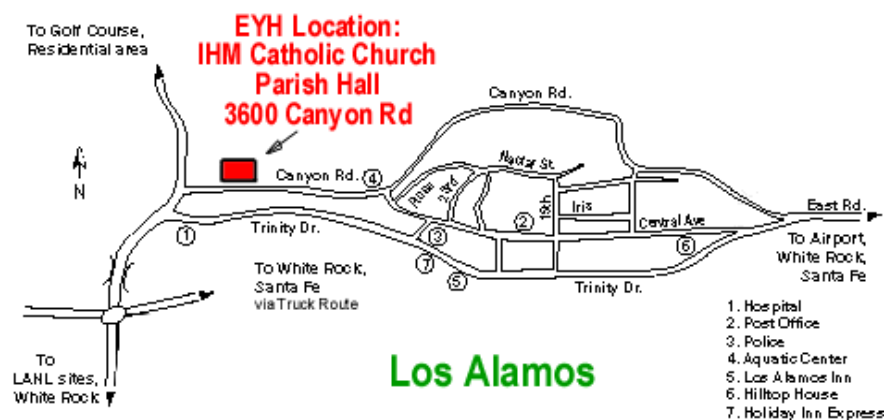 EYH Location:
IHM Catholic Church
Parish Hall
3600 Canyon Rd
To Golf Course,
Residential area
Canyon Rd.
N
Canyon Rd.
4
Nectar St.
Rose
23rd
19th
Iris
Central Ave
East Rd.
1
Trinity Dr.
3
2
6
7
5
Trinity Dr.
To Airport,
White Rock,
Santa Fe
To White Rock,
Santa Fe
via Truck Route
To
LANL sites,
White Rock
Los Alamos
1. Hospital
2. Post Office
3. Police
4. Aquatic Center
5. Los Alamos Inn
6. Hilltop House
7. Holiday Inn Express